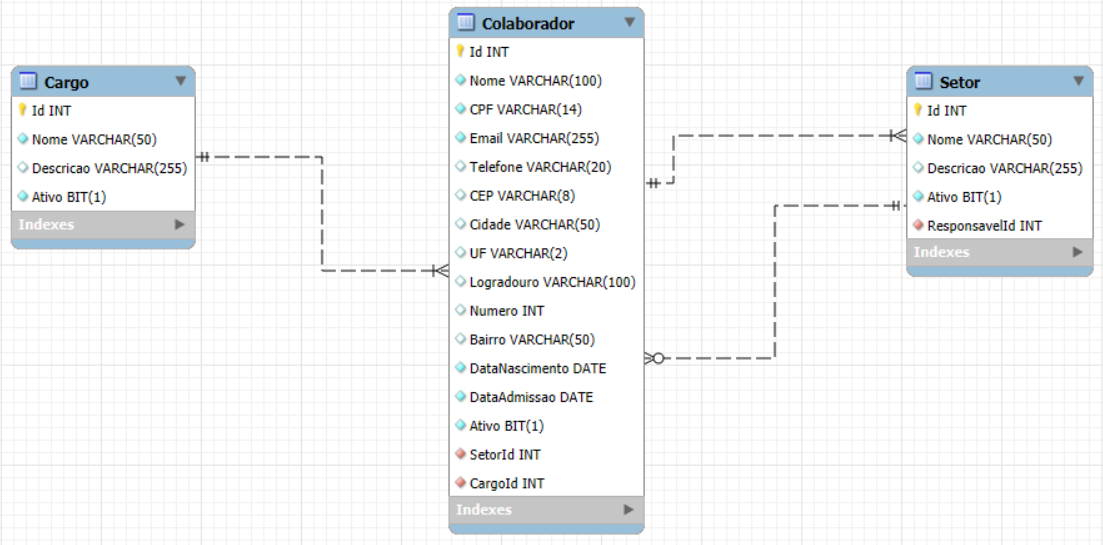 Cargo
Id INT
Nome VARCHAR(50)
Descricao VARCHAR(255)
Ativo BIT(1)
Indexes
Colaborador
Id INT
Nome VARCHAR(100)
CPF VARCHAR(14)
Email VARCHAR(255)
Telefone VARCHAR(20)
CEP VARCHAR(8)
Cidade VARCHAR(50)
UF VARCHAR(2)
Logradouro VARCHAR(100)
Numero INT
Bairro VARCHAR(50)
DataNascimento DATE
DataAdmissao DATE
Ativo BIT(1)
SetorId INT
CargoId INT
Indexes
Setor
Id INT
Nome VARCHAR(50)
Descricao VARCHAR(255)
Ativo BIT(1)
ResponsavelId INT
Indexes